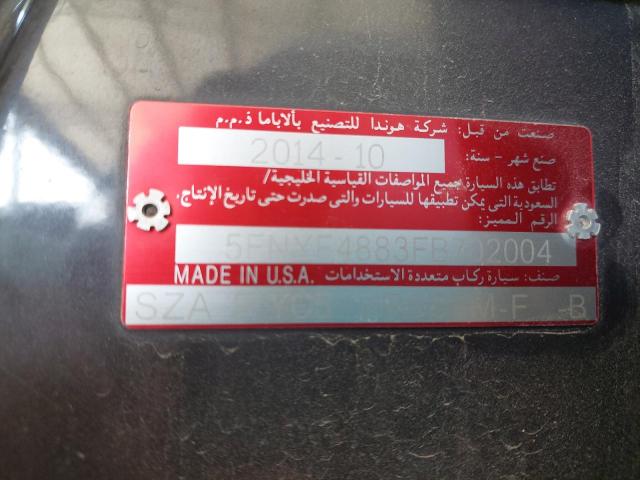 صنعت من قبل: شركة هوندا للتصنيع بألاباما ذ.م.م
صنع شهر - سنة: 2014-10
تطابق هذه السيارة جميع المواصفات القياسية الخليجية/
السعودية التي يمكن تطبيقها للسيارات والتي صدرت حتى تاريخ الإنتاج.
الرقم المميز:
صنف: سيارة ركاب متعددة الاستخدامات MADE IN U.S.A.
SZA